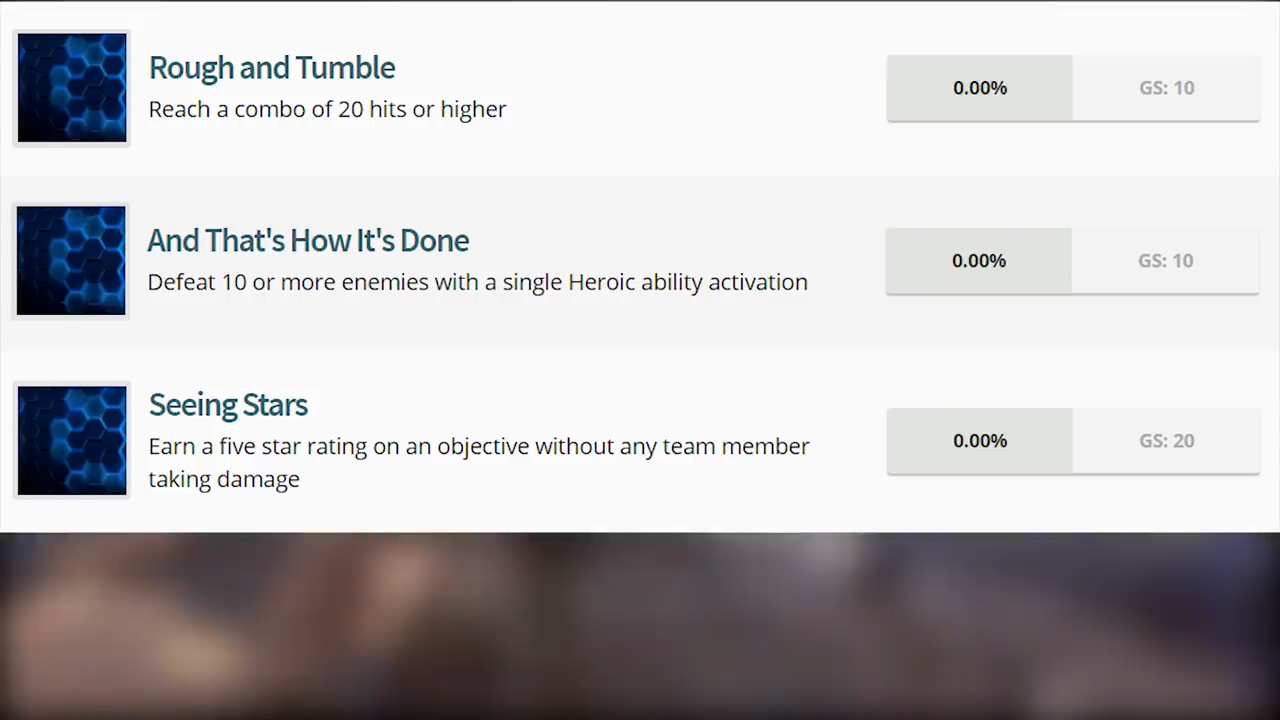 Rough and Tumble
Reach a combo of 20 hits or higher
0.00%
GS: 10
And That's How It's Done
Defeat 10 or more enemies with a single Heroic ability activation
0.00%
GS: 10
Seeing Stars
Earn a five star rating on an objective without any team member
taking damage
0.00%
GS: 20